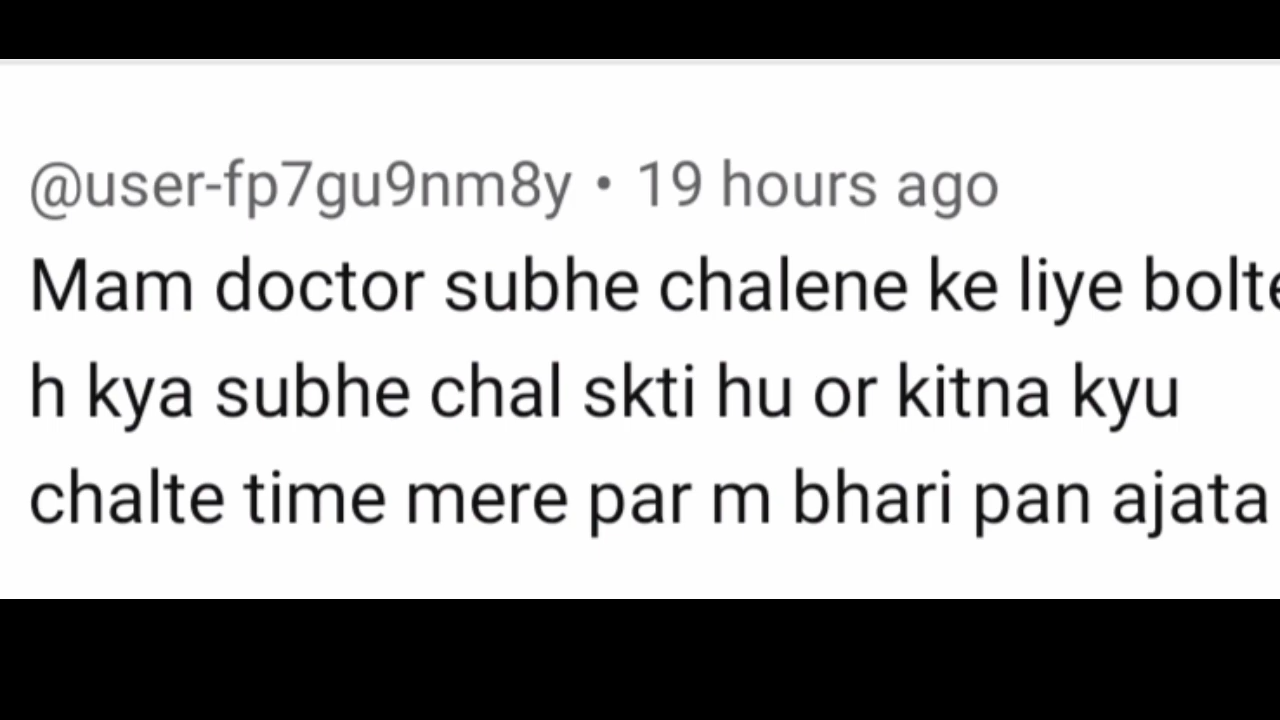 @user-fp7gu9nm8y • 19 hours ago
Mam doctor subhe chalene ke liye bolte
h kya subhe chal skti hu or kitna kyu
chalte time mere par m bhari pan ajata